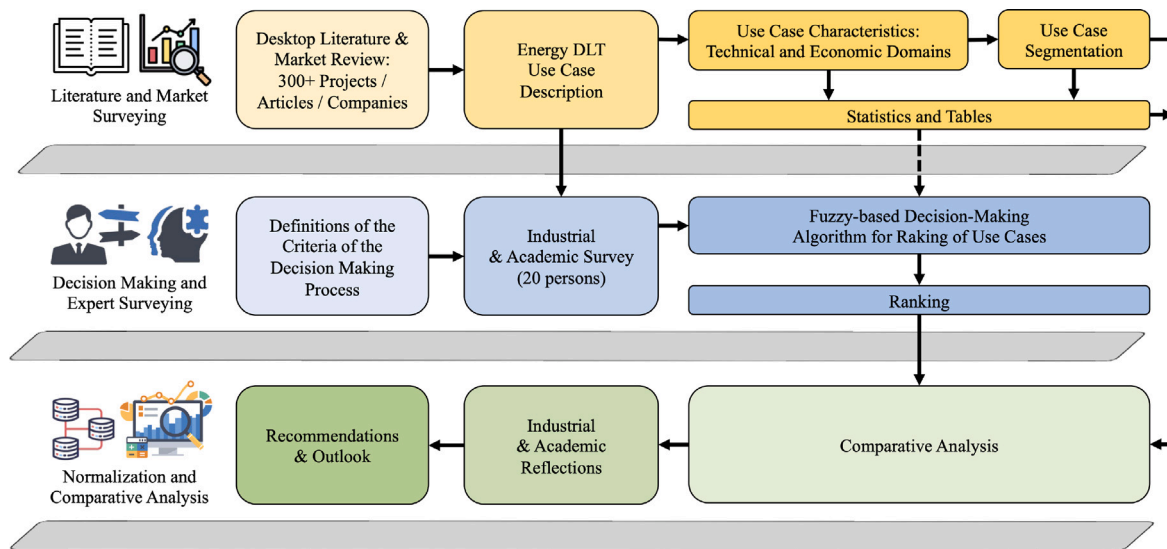 Literature and Market
Surveying
Desktop Literature &
Market Review:
300+ Projects /
Articles / Companies
Energy DLT
Use Case
Description
Use Case Characteristics:
Technical and Economic Domains
Use Case
Segmentation
Statistics and Tables
Decision Making and
Expert Surveying
Definitions of the
Criteria of the
Decision Making
Process
Industrial
& Academic Survey
(20 persons)
Fuzzy-based Decision-Making
Algorithm for Raking of Use Cases
Ranking
Normalization and
Comparative Analysis
Recommendations
& Outlook
Industrial
& Academic
Reflections
Comparative Analysis